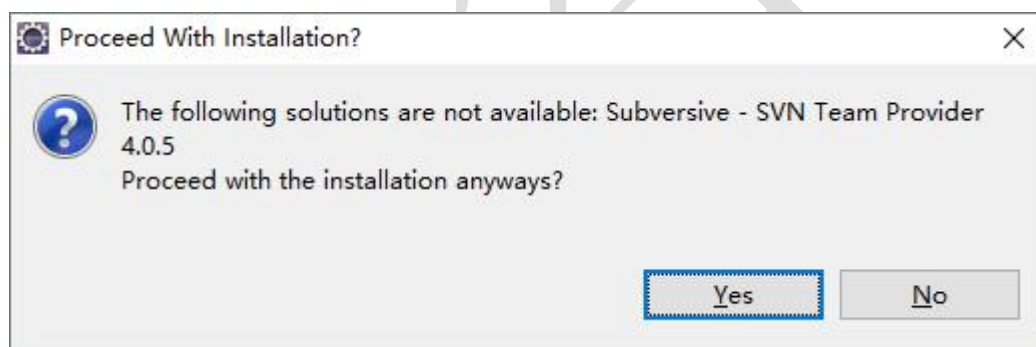 Proceed With Installation?
The following solutions are not available: Subversive - SVN Team Provider
4.0.5
Proceed with the installation anyways?
Yes
No